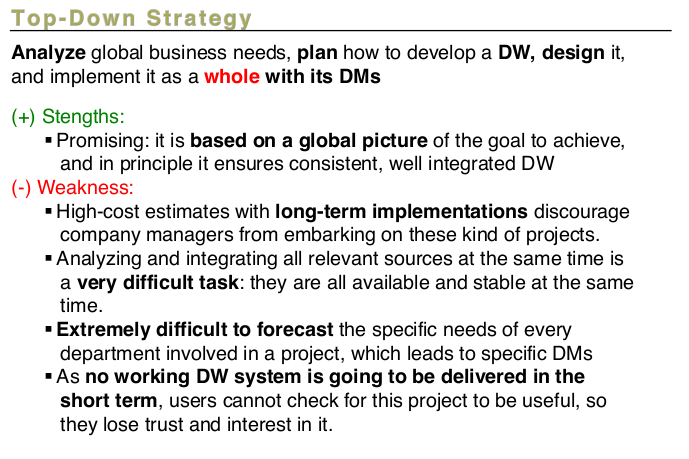 Top-Down Strategy
Analyze global business needs, plan how to develop a DW, design it,
and implement it as a whole with its DMs
(+) Stengths:
▪ Promising: it is based on a global picture of the goal to achieve,
and in principle it ensures consistent, well integrated DW
(-) Weakness:
▪ High-cost estimates with long-term implementations discourage
company managers from embarking on these kind of projects.
▪ Analyzing and integrating all relevant sources at the same time is
a very difficult task: they are all available and stable at the same
time.
▪ Extremely difficult to forecast the specific needs of every
department involved in a project, which leads to specific DMs
▪ As no working DW system is going to be delivered in the
short term, users cannot check for this project to be useful, so
they lose trust and interest in it.